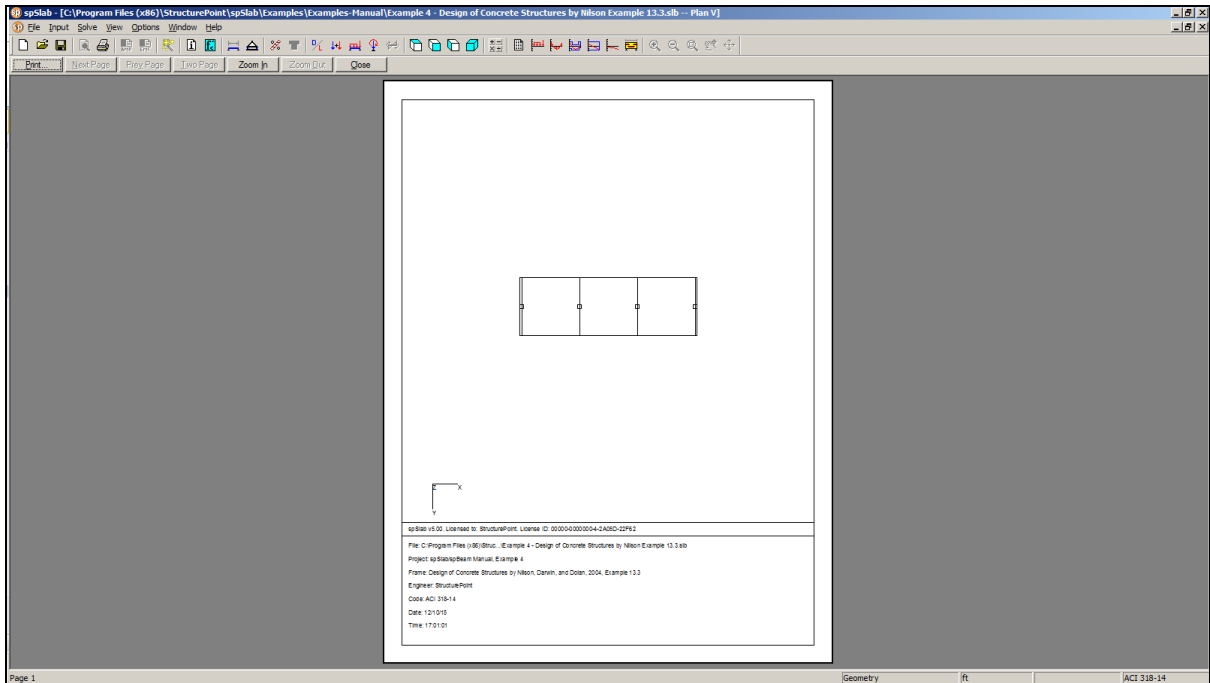 spSlab - [C:\Program Files (x86)\StructurePoint\spSlab\Examples\Examples-Manual\Example 4 - Design of Concrete Structures by Nilson Example 13.3.slb -- Plan V]
File Input Solve View Options Window Help
Print... Next Page Prev Page Two Page Zoom In Zoom Out Close
Z X
Y
spSlab v5.00. Licensed to: StructurePoint. License ID: 00000-0000000-4-2A05D-22F62
File: C:\Program Files (x86)\Struc...\Example 4 - Design of Concrete Structures by Nilson Example 13.3.slb
Project: spSlab/spBeam Manual, Example 4
Frame: Design of Concrete Structures by Nilson, Darwin, and Dolan, 2004, Example 13.3
Engineer: StructurePoint
Code: ACI 318-14
Date: 12/10/15
Time: 17:01:01
Page 1 Geometry ft ACI 318-14